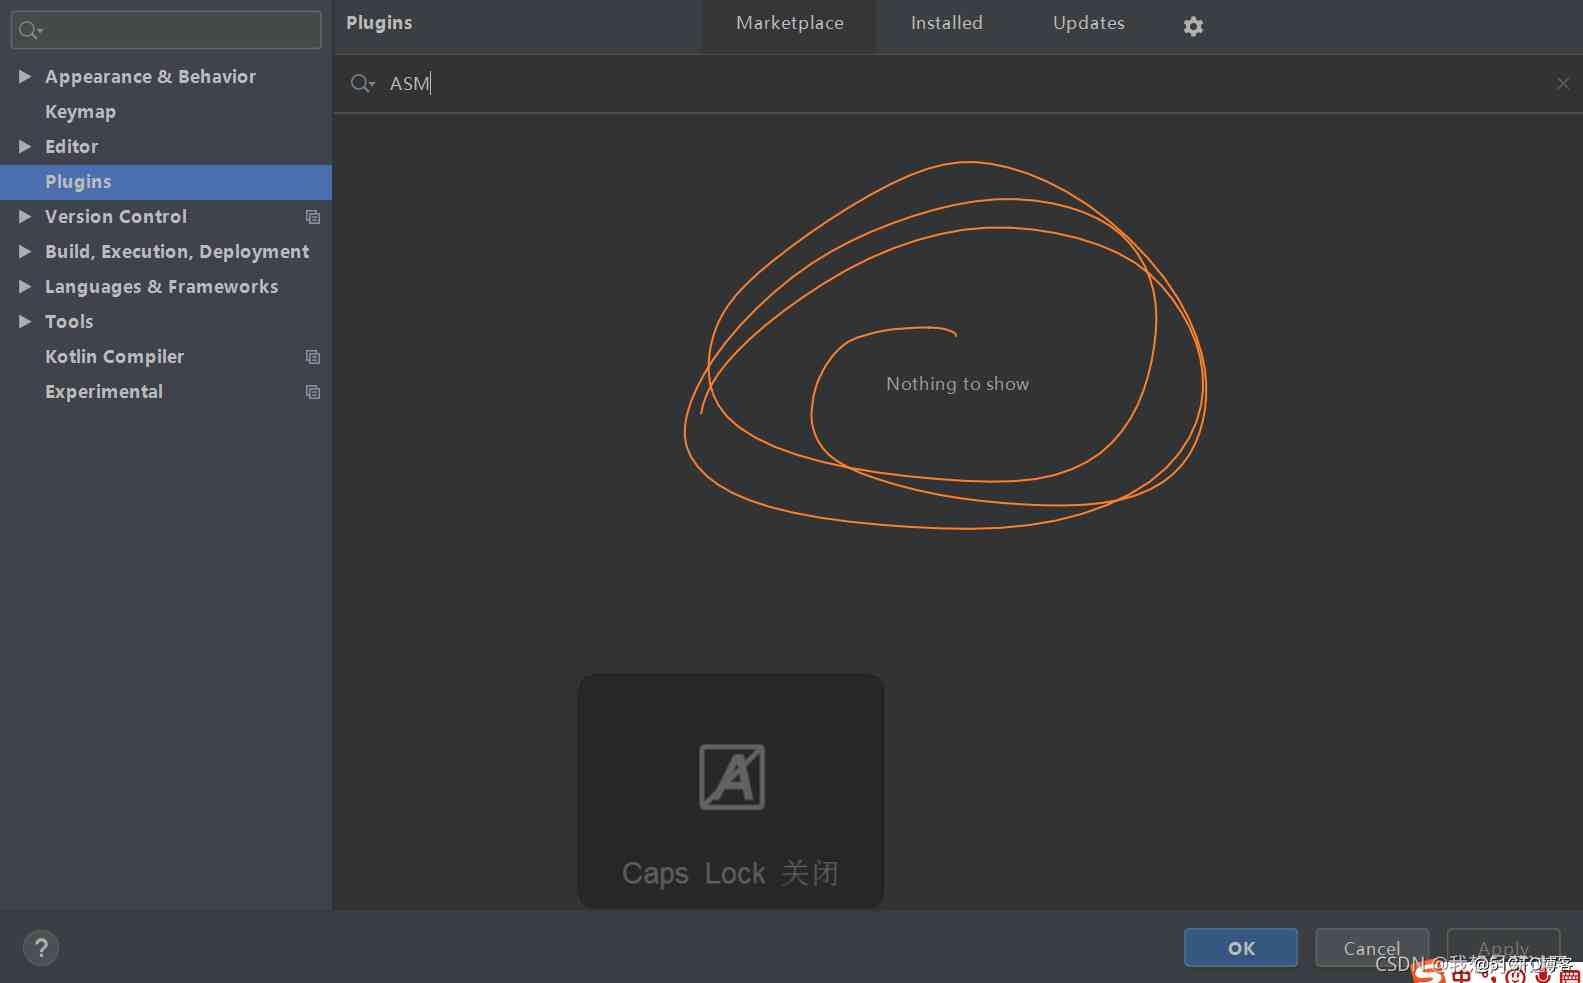 Plugins
Marketplace
Installed
Updates
ASM
Appearance & Behavior
Keymap
Editor
Plugins
Version Control
Build, Execution, Deployment
Languages & Frameworks
Tools
Kotlin Compiler
Experimental
Nothing to show
A
Caps Lock 关闭
?
OK
Cancel
Apply
CSDN
@51CTO博客
中